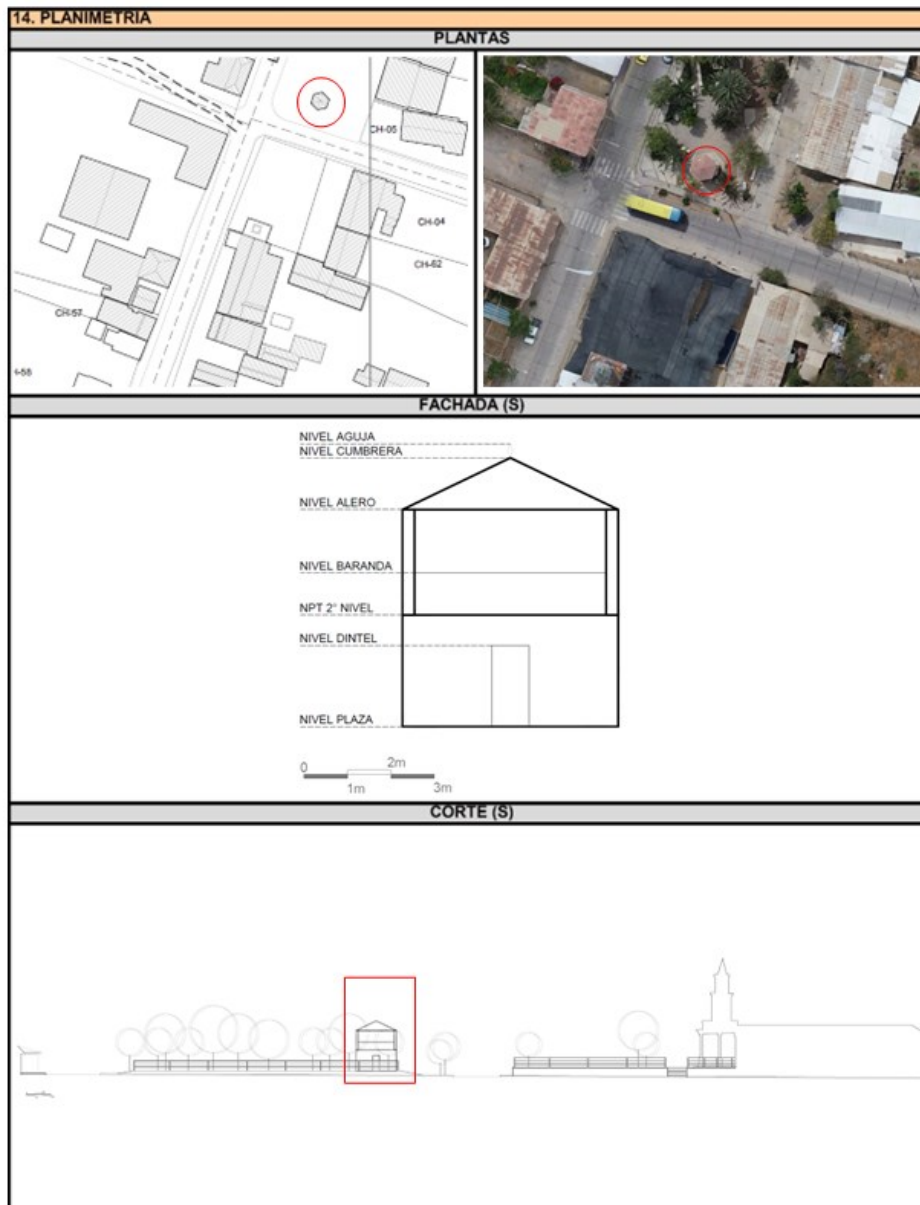 14. PLANIMETRIA
PLANTAS
CH-05
CH-04
CH-62
CH-57
H-58
FACHADA (S)
NIVEL AGUJA
NIVEL CUMBRERA
NIVEL ALERO
NIVEL BARANDA
NPT 2° NIVEL
NIVEL DINTEL
NIVEL PLAZA
0 2m
1m 3m
CORTE (S)